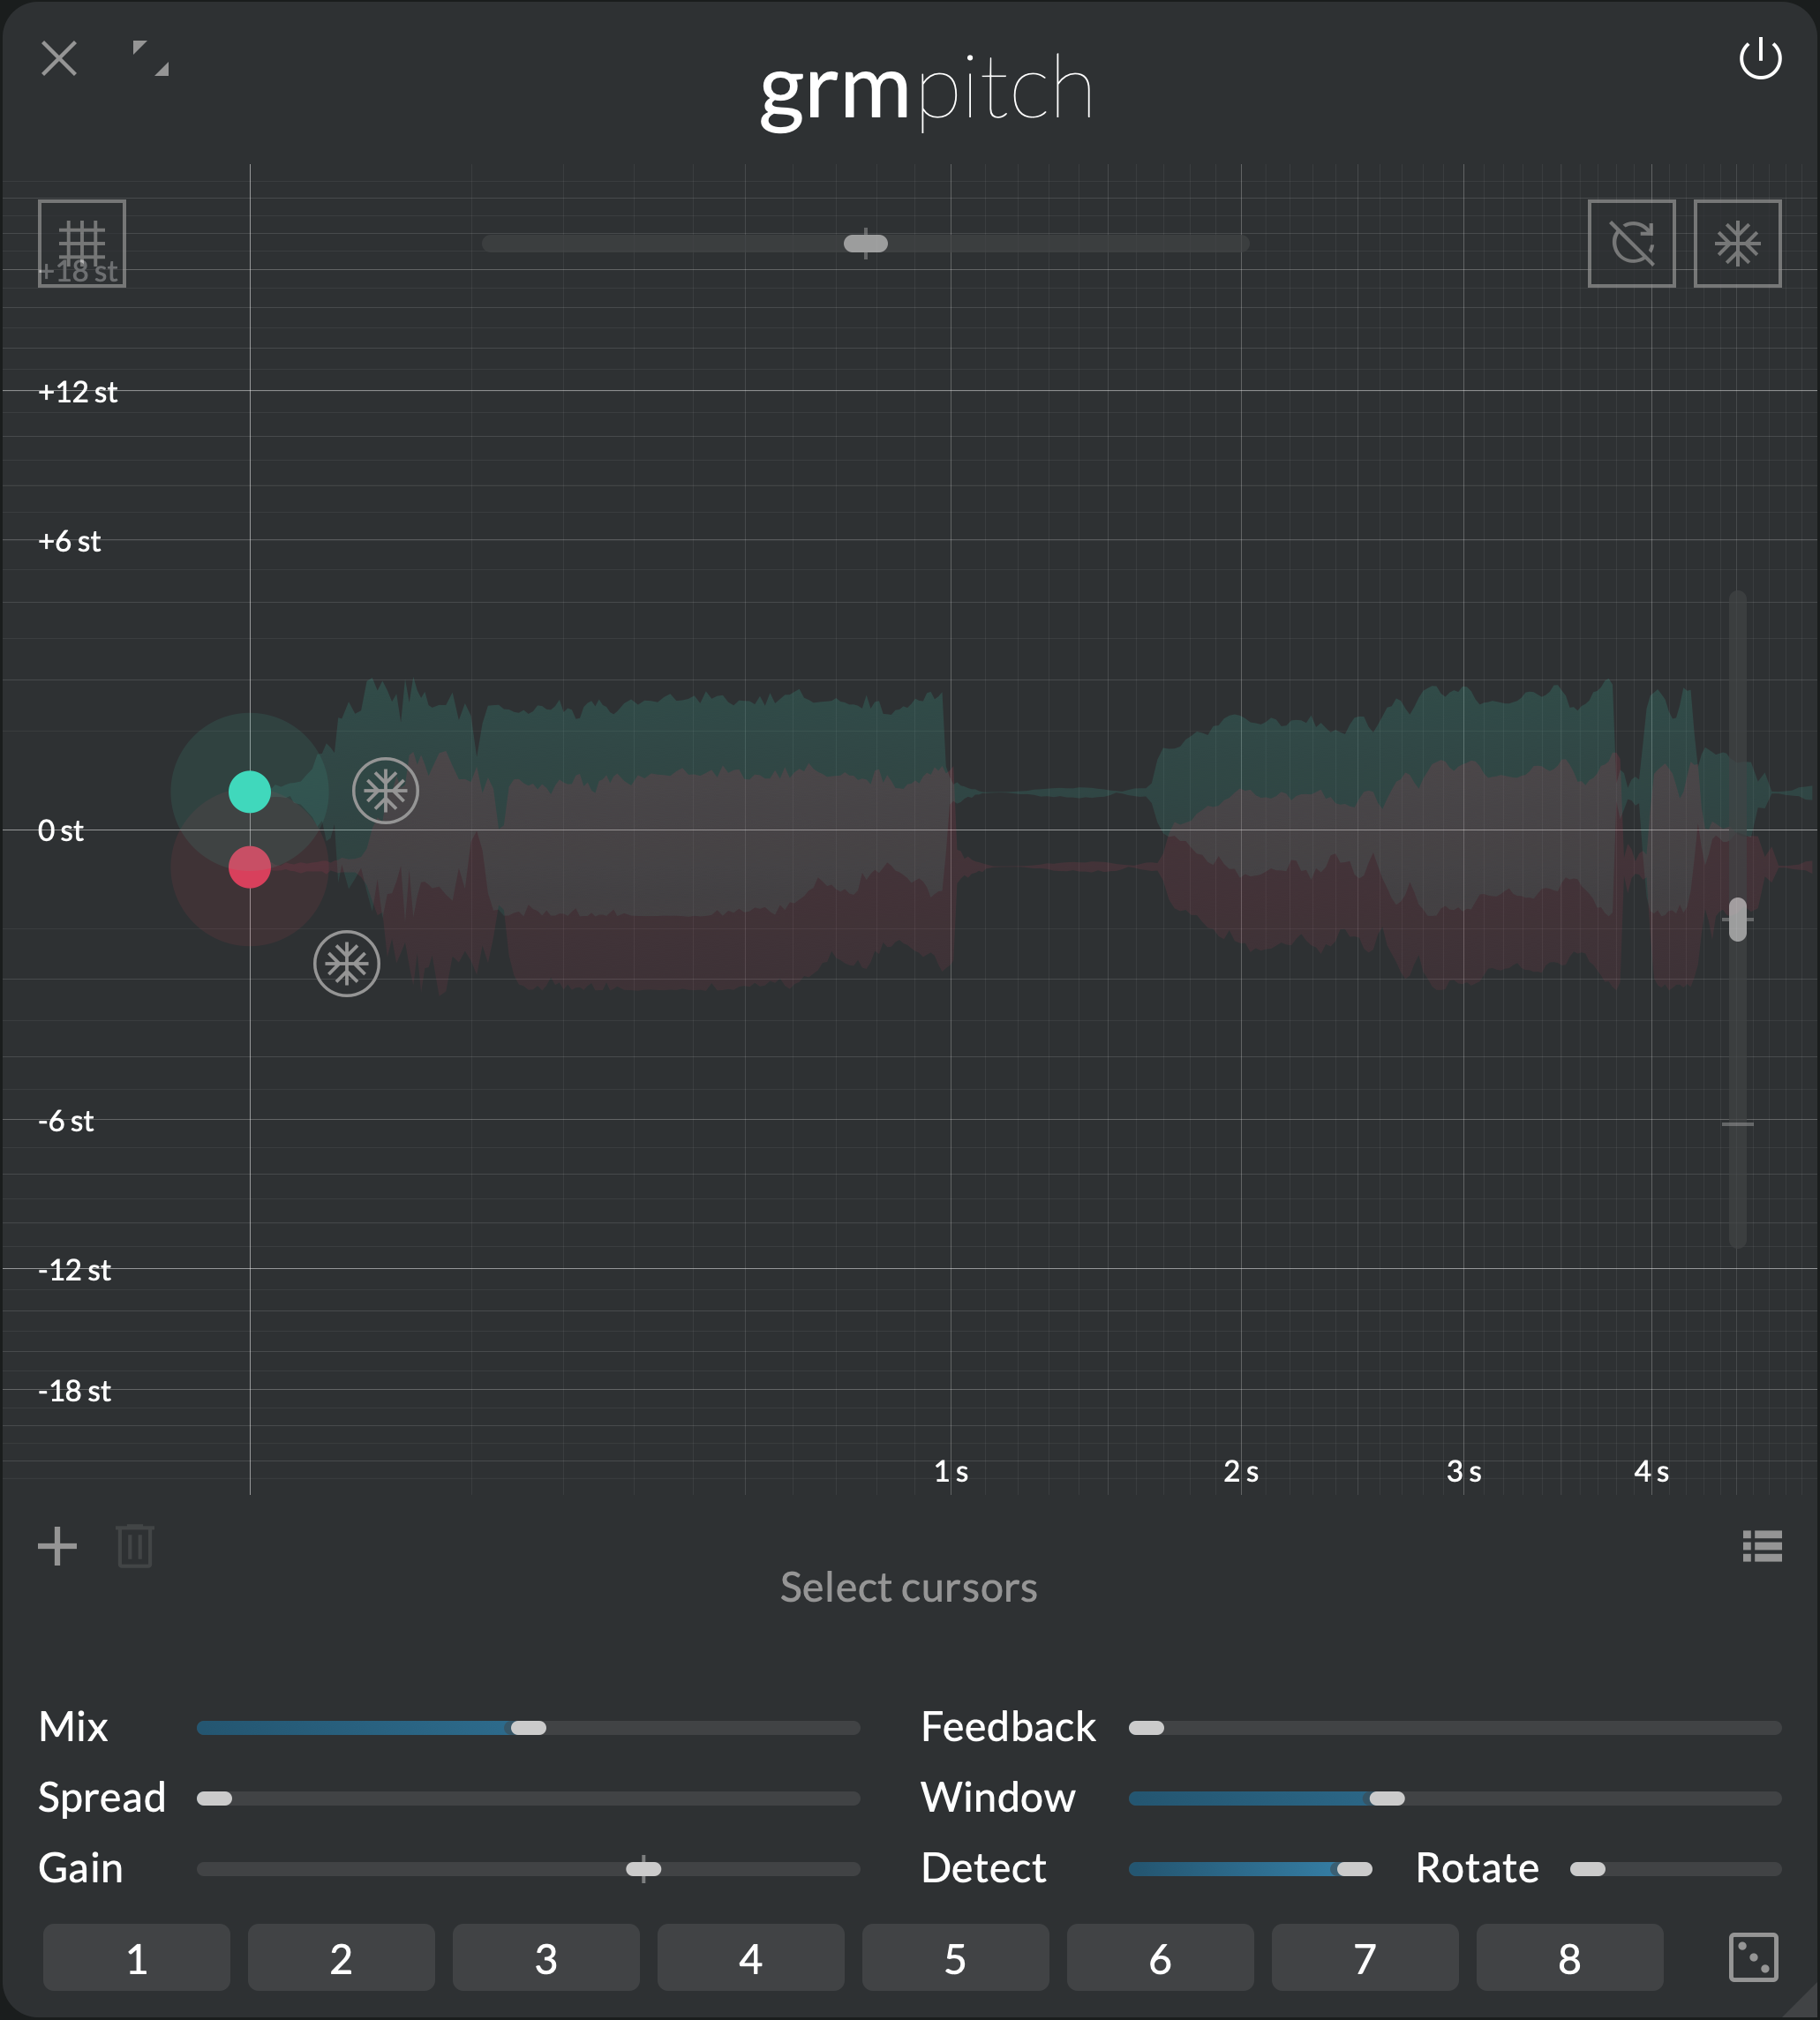 grmpitch
+18 st
+12 st
+6 st
0 st
-6 st
-12 st
-18 st
1 s 2 s 3 s 4 s
Select cursors
Mix Feedback
Spread Window
Gain Detect Rotate
1 2 3 4 5 6 7 8